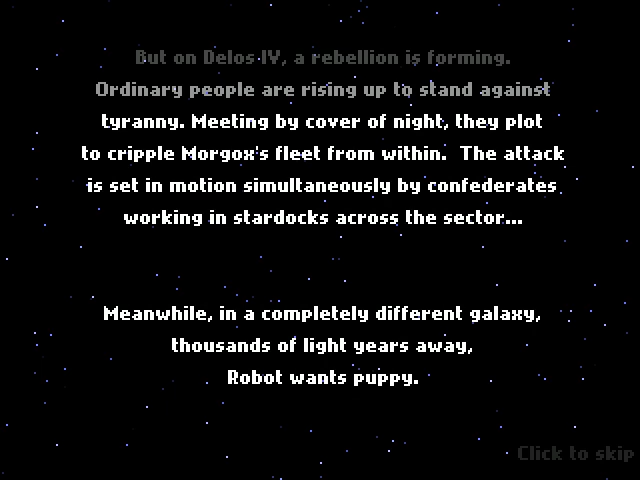 But on Delos IV, a rebellion is forming.
Ordinary people are rising up to stand against
tyranny. Meeting by cover of night, they plot
to cripple Morgox's fleet from within.  The attack
is set in motion simultaneously by confederates
working in stardocks across the sector...
Meanwhile, in a completely different galaxy,
thousands of light years away,
Robot wants puppy.
Click to skip